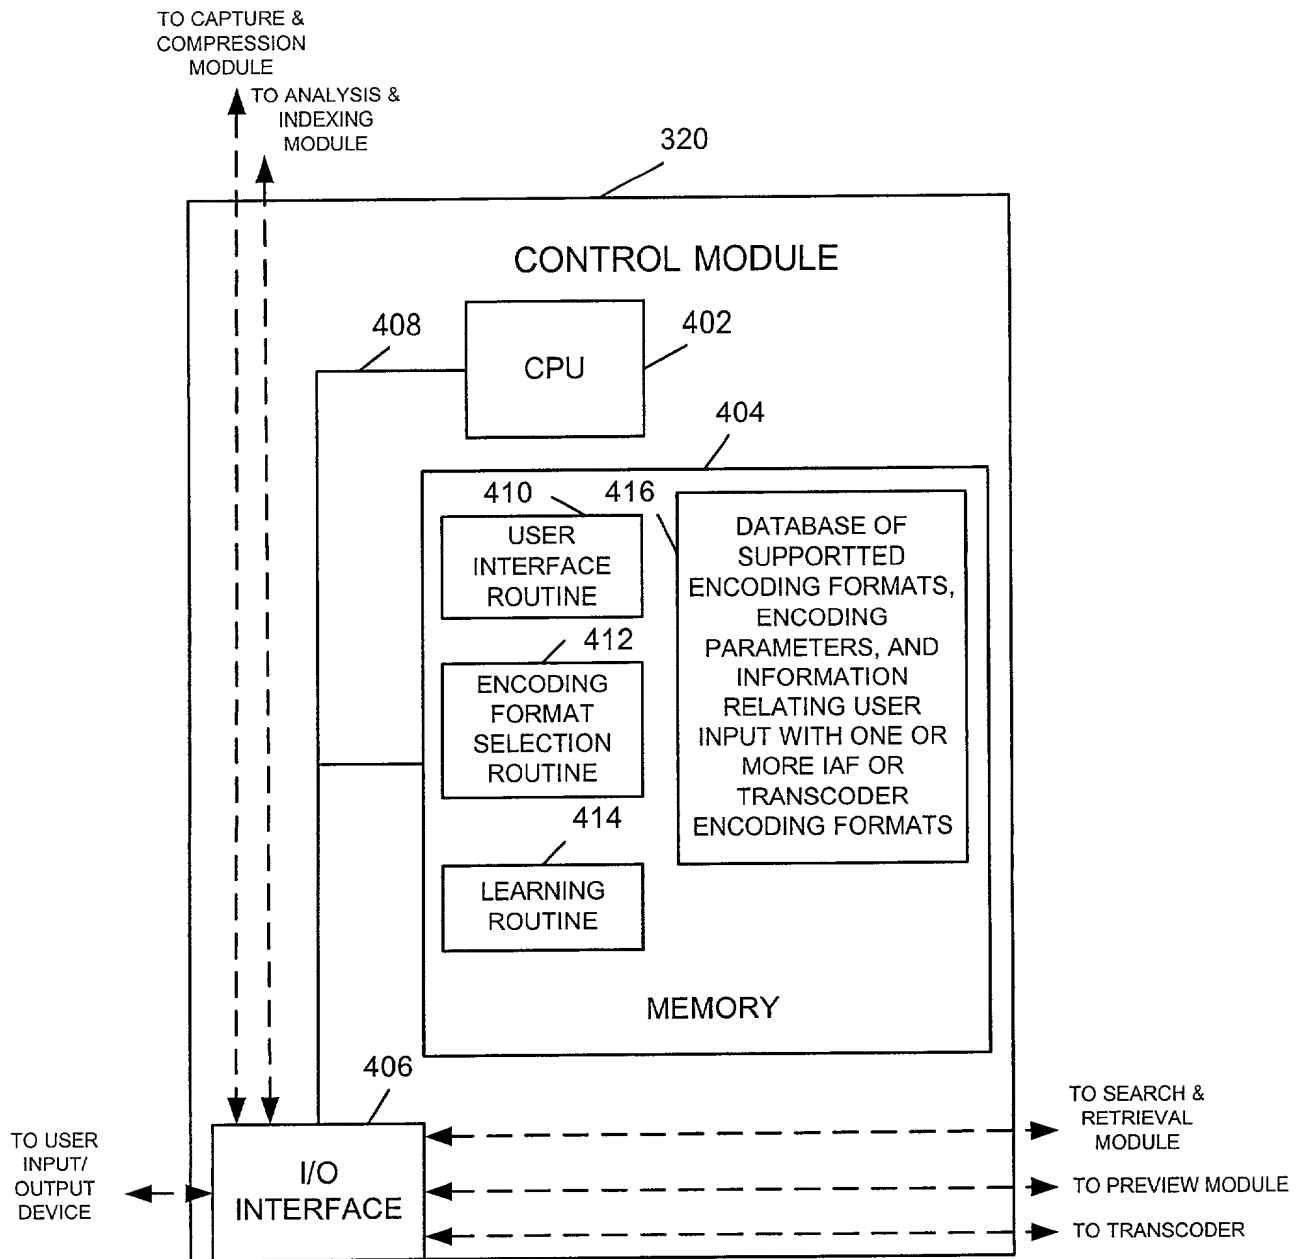 TO CAPTURE &
COMPRESSION
MODULE
TO ANALYSIS &
INDEXING
MODULE
320
CONTROL MODULE
408
CPU
402
404
410
416
USER
INTERFACE
ROUTINE
DATABASE OF
SUPPORTTED
ENCODING FORMATS,
ENCODING
PARAMETERS, AND
INFORMATION
RELATING USER
INPUT WITH ONE OR
MORE IAF OR
TRANSCODER
ENCODING FORMATS
412
ENCODING
FORMAT
SELECTION
ROUTINE
414
LEARNING
ROUTINE
MEMORY
406
TO USER
INPUT/
OUTPUT
DEVICE
I/O
INTERFACE
TO SEARCH &
RETRIEVAL
MODULE
TO PREVIEW MODULE
TO TRANSCODER